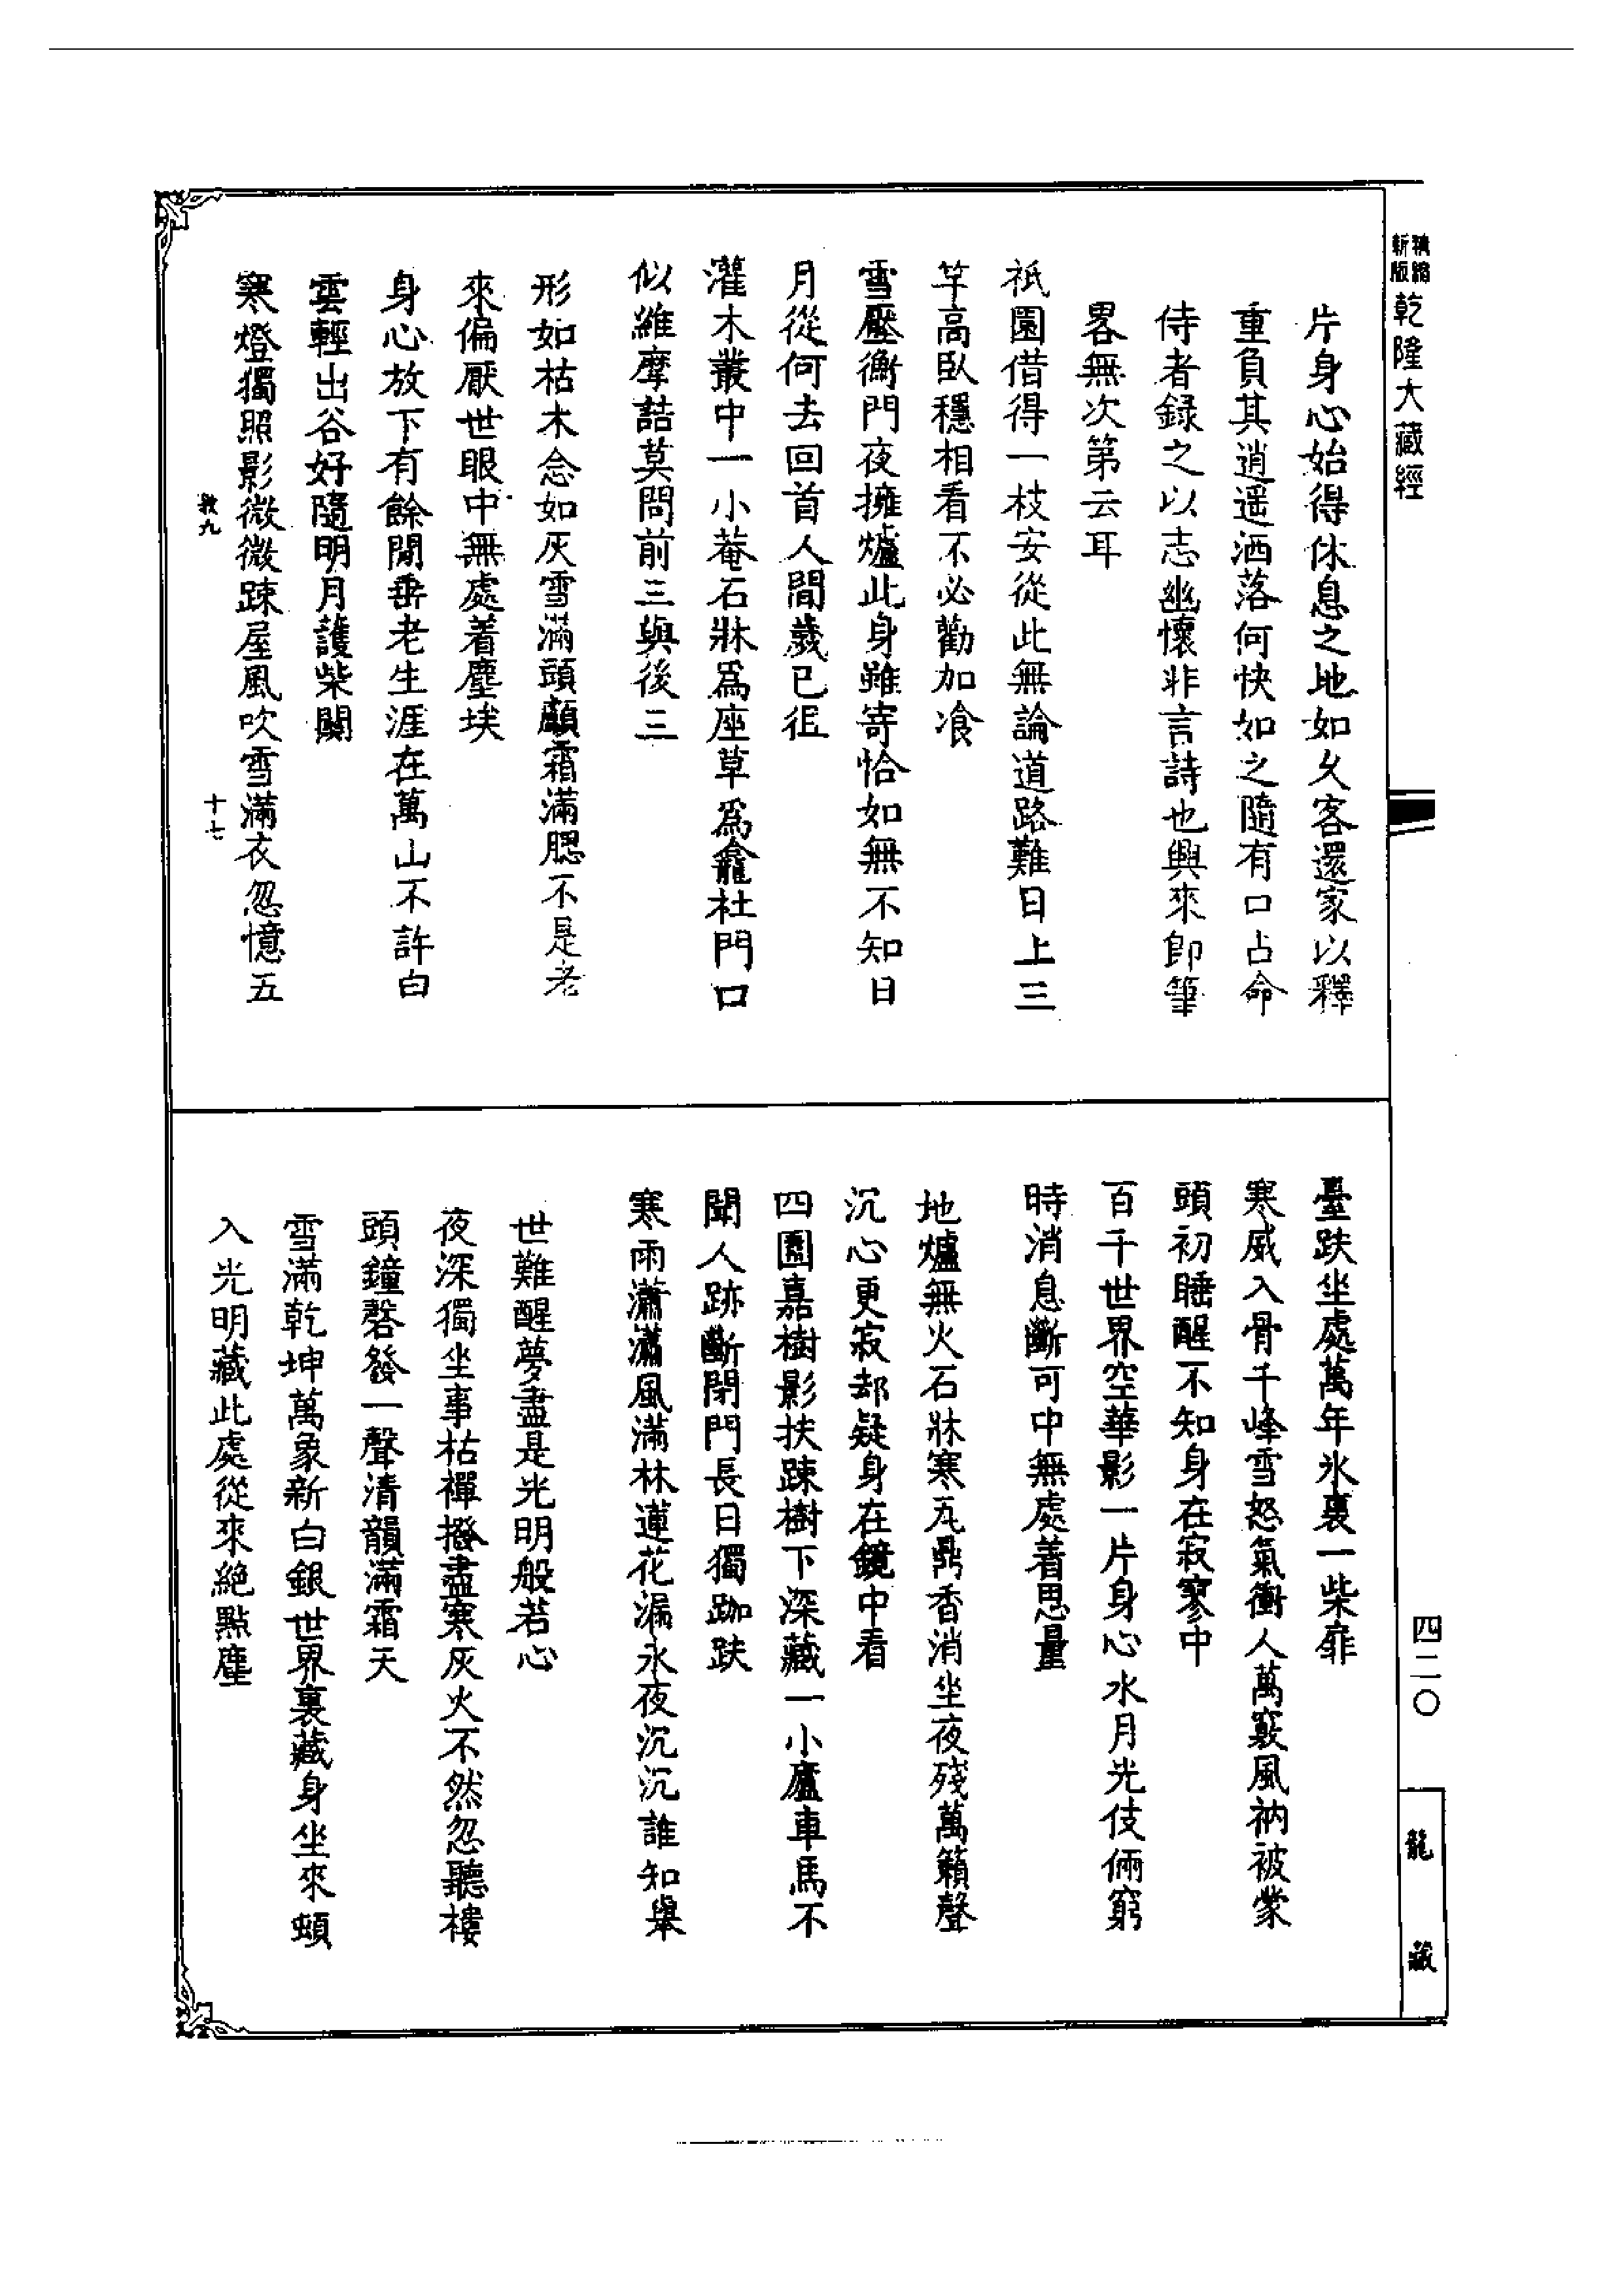 精縮新版乾隆大藏經
四二〇
龍藏
片身心始得休息之地如久客還家以釋
重負其逍遥洒落何快如之隨有口占命
侍者録之以志幽懷非言詩也興來卽筆
畧無次第云耳
祇園借得一枝安從此無論道路難日上三
竿高臥穩相看不必勸加飡
雪壓衡門夜擁爐此身雖寄恰如無不知日
月從何去回首人間歲已徂
灌木叢中一小菴石牀爲座草爲龕杜門口
似維摩詰莫問前三與後三
形如枯木念如灰雪滿頭顱霜滿腮不是老
來偏厭世眼中無處着塵埃
身心放下有餘閒垂老生涯在萬山不許白
雲輕出谷好隨明月護柴關
寒燈獨照影微微踈屋風吹雪滿衣忽憶五
教九
十七
臺趺坐處萬年氷裏一柴扉
寒威入骨千峰雪怒氣衝人萬竅風衲被蒙
頭初睡醒不知身在寂寥中
百千世界空華影一片身心水月光伎倆窮
時消息斷可中無處着思量
地爐無火石牀寒瓦鼎香消坐夜殘萬籟聲
沉心更寂却疑身在鏡中看
四圍嘉樹影扶踈樹下深藏一小廬車馬不
聞人跡斷閉門長日獨跏趺
寒雨瀟瀟風滿林蓮花漏永夜沉沉誰知舉
世難醒夢盡是光明般若心
夜深獨坐事枯禪撥盡寒灰火不然忽聽樓
頭鐘磬發一聲清韻滿霜天
雪滿乾坤萬象新白銀世界裏藏身坐來頓
入光明藏此處從來絕點塵